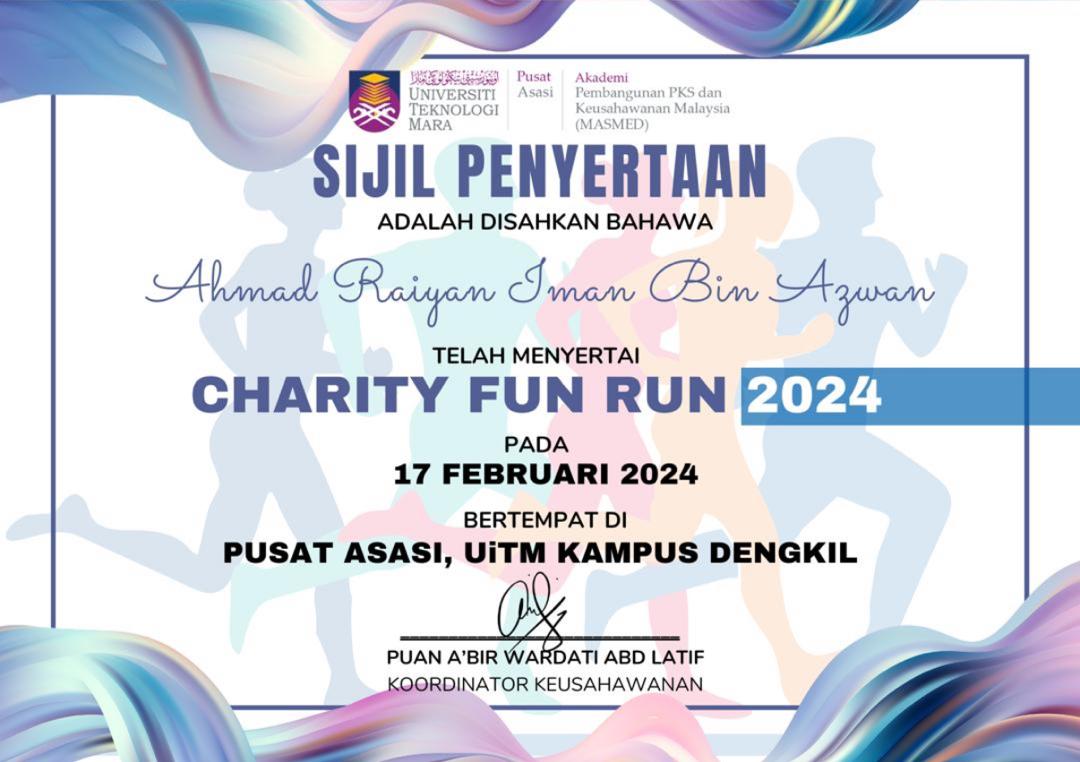 UNIVERSITI
TEKNOLOGI
MARA
Pusat
Asasi
Akademi
Pembangunan PKS dan
Keusahawanan Malaysia
(MASMED)
SIJIL PENYERTAAN
ADALAH DISAHKAN BAHAWA
Ahmad Raiyan Iman Bin Azwan
TELAH MENYERTAI
CHARITY FUN RUN 2024
PADA
17 FEBRUARI 2024
BERTEMPAT DI
PUSAT ASASI, UiTM KAMPUS DENGKIL
PUAN A'BIR WARDATI ABD LATIF
KOORDINATOR KEUSAHAWANAN